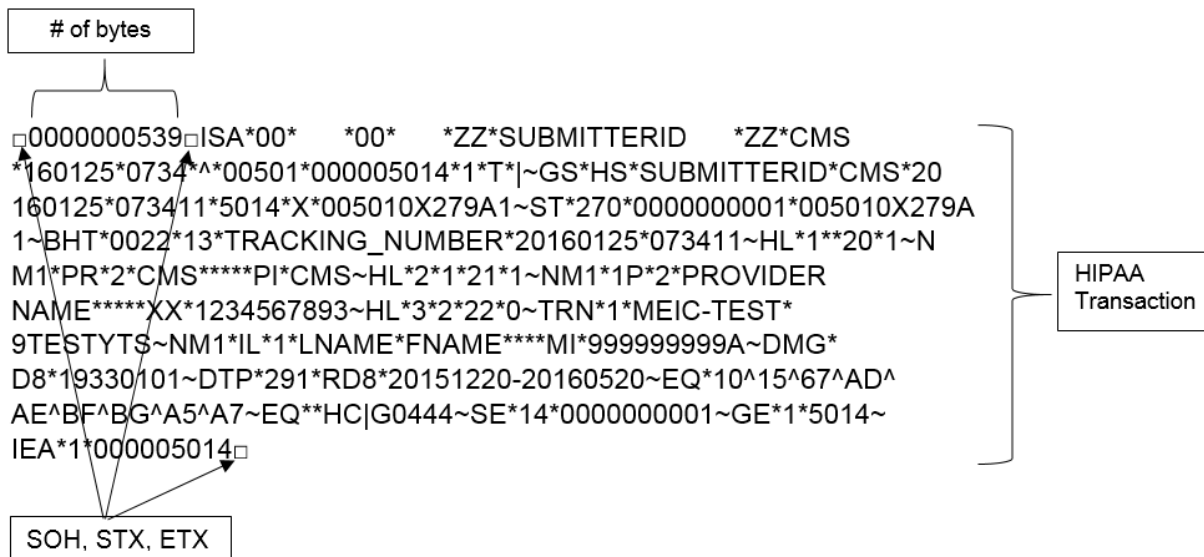 # of bytes
□0000000539□ISA*00*     *00*     *ZZ*SUBMITTERID     *ZZ*CMS
*160125*0734*^*00501*000005014*1*T*|~GS*HS*SUBMITTERID*CMS*20
160125*073411*5014*X*005010X279A1~ST*270*0000000001*005010X279A
1~BHT*0022*13*TRACKING_NUMBER*20160125*073411~HL*1**20*1~N
M1*PR*2*CMS*****PI*CMS~HL*2*1*21*1~NM1*1P*2*PROVIDER
NAME*****XX*1234567893~HL*3*2*22*0~TRN*1*MEIC-TEST*
9TESTYTS~NM1*IL*1*LNAME*FNAME****MI*999999999A~DMG*
D8*19330101~DTP*291*RD8*20151220-20160520~EQ*10^15^67^AD^
AE^BF^BG^A5^A7~EQ**HC|G0444~SE*14*0000000001~GE*1*5014~
IEA*1*000005014□
HIPAA
Transaction
SOH, STX, ETX